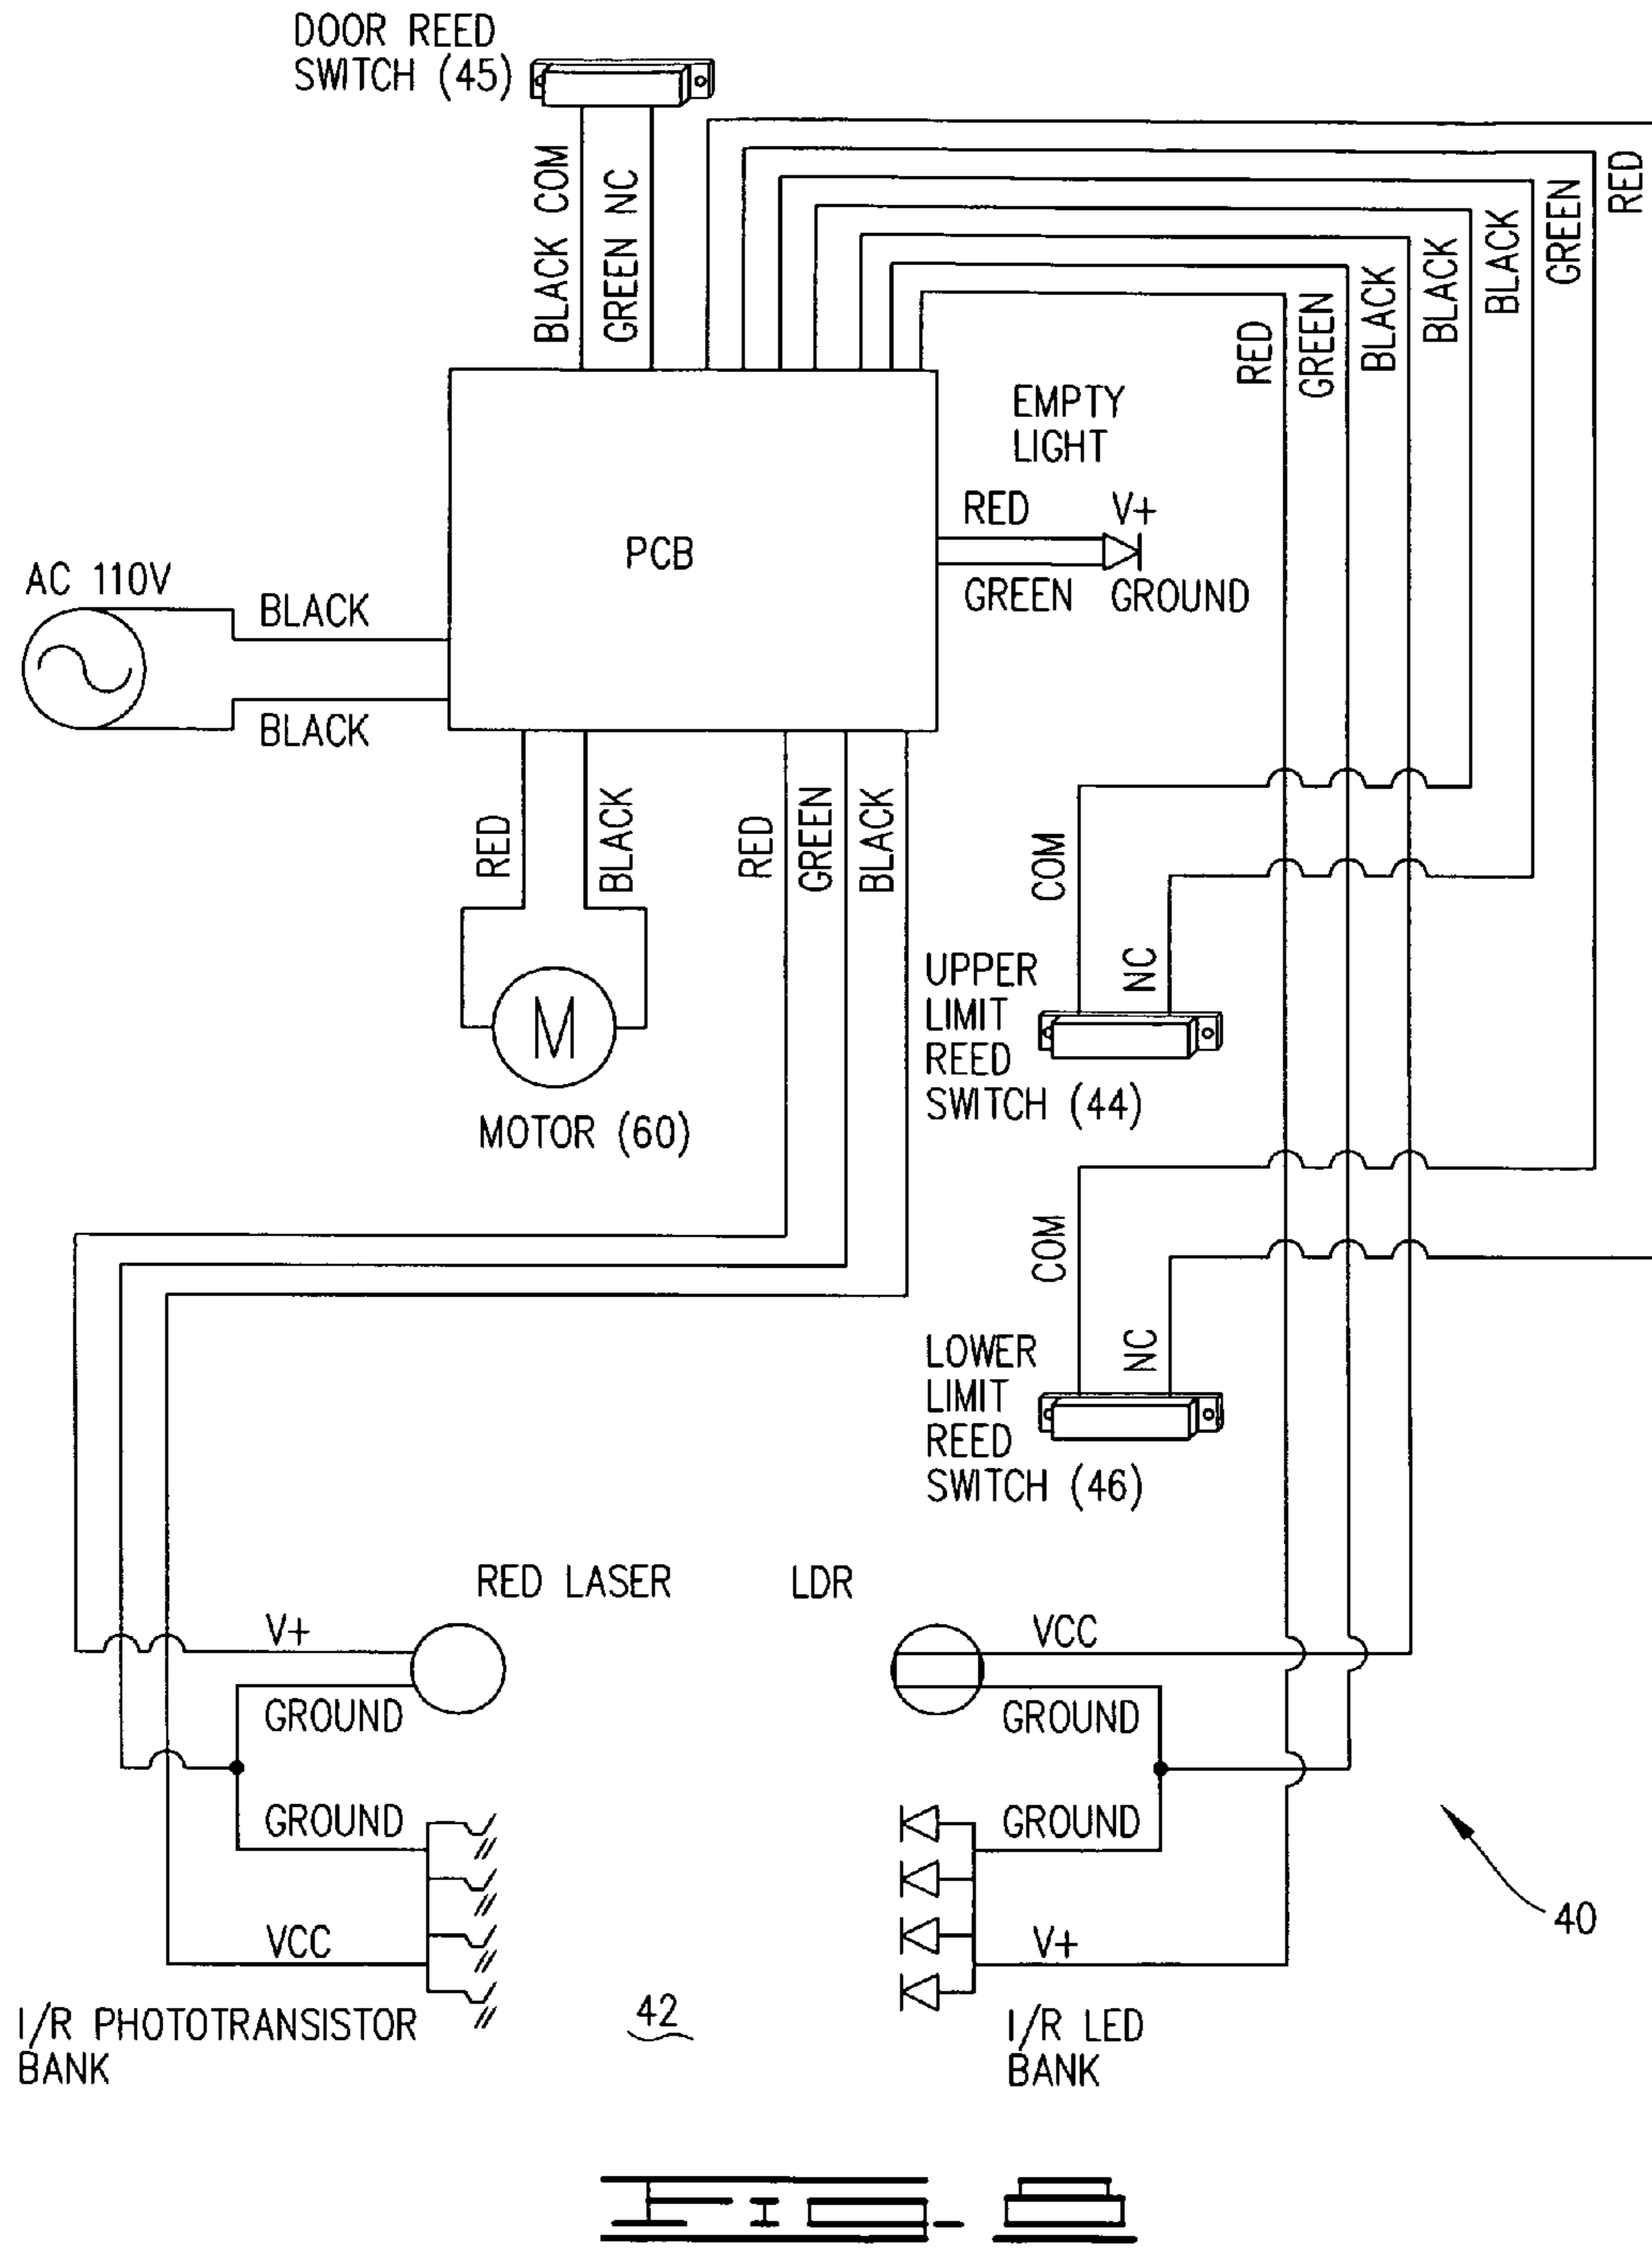 DOOR REED
SWITCH (45)
BLACK COM
GREEN NC
RED
GREEN
BLACK
BLACK
BLACK
GREEN
RED
EMPTY
LIGHT
RED V+
GREEN GROUND
PCB
AC 110V
BLACK
BLACK
RED
BLACK
M
MOTOR (60)
RED
GREEN
BLACK
COM
NC
UPPER
LIMIT
REED
SWITCH (44)
COM
NC
LOWER
LIMIT
REED
SWITCH (46)
RED LASER
LDR
V+
GROUND
VCC
GROUND
GROUND
VCC
GROUND
V+
I/R PHOTOTRANSISTOR
BANK
42
I/R LED
BANK
40
FIG-8